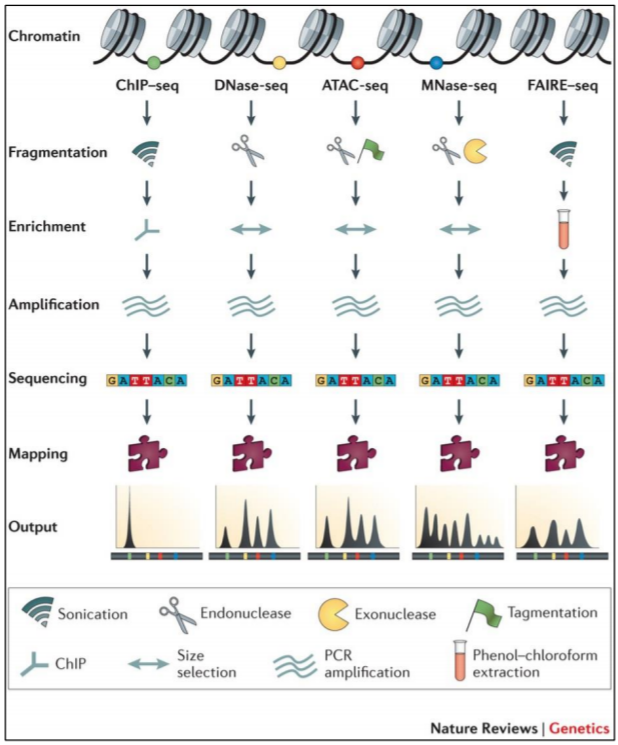 Chromatin
ChIP–seq DNase-seq ATAC-seq MNase-seq FAIRE–seq
Fragmentation
Enrichment
Amplification
Sequencing GATTACA GATTACA GATTACA GATTACA GATTACA
Mapping
Output
Sonication Endonuclease Exonuclease Tagmentation
ChIP Size selection PCR amplification Phenol–chloroform extraction
Nature Reviews | Genetics